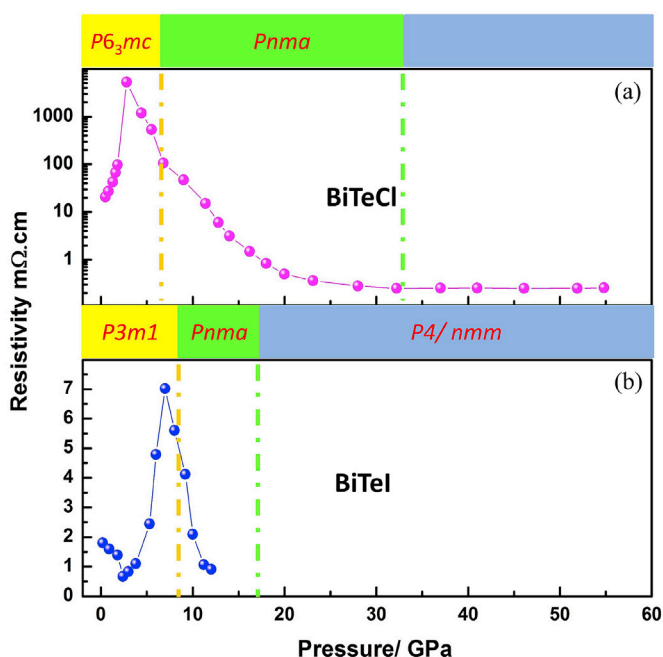 P6₃mc Pnma
(a)
1000
100
10
1
BiTeCl
Resistivity mΩ.cm
P3m1 Pnma P4/ nmm
(b)
7
6
5
4
3
2
1
0
BiTeI
0 10 20 30 40 50 60
Pressure/ GPa